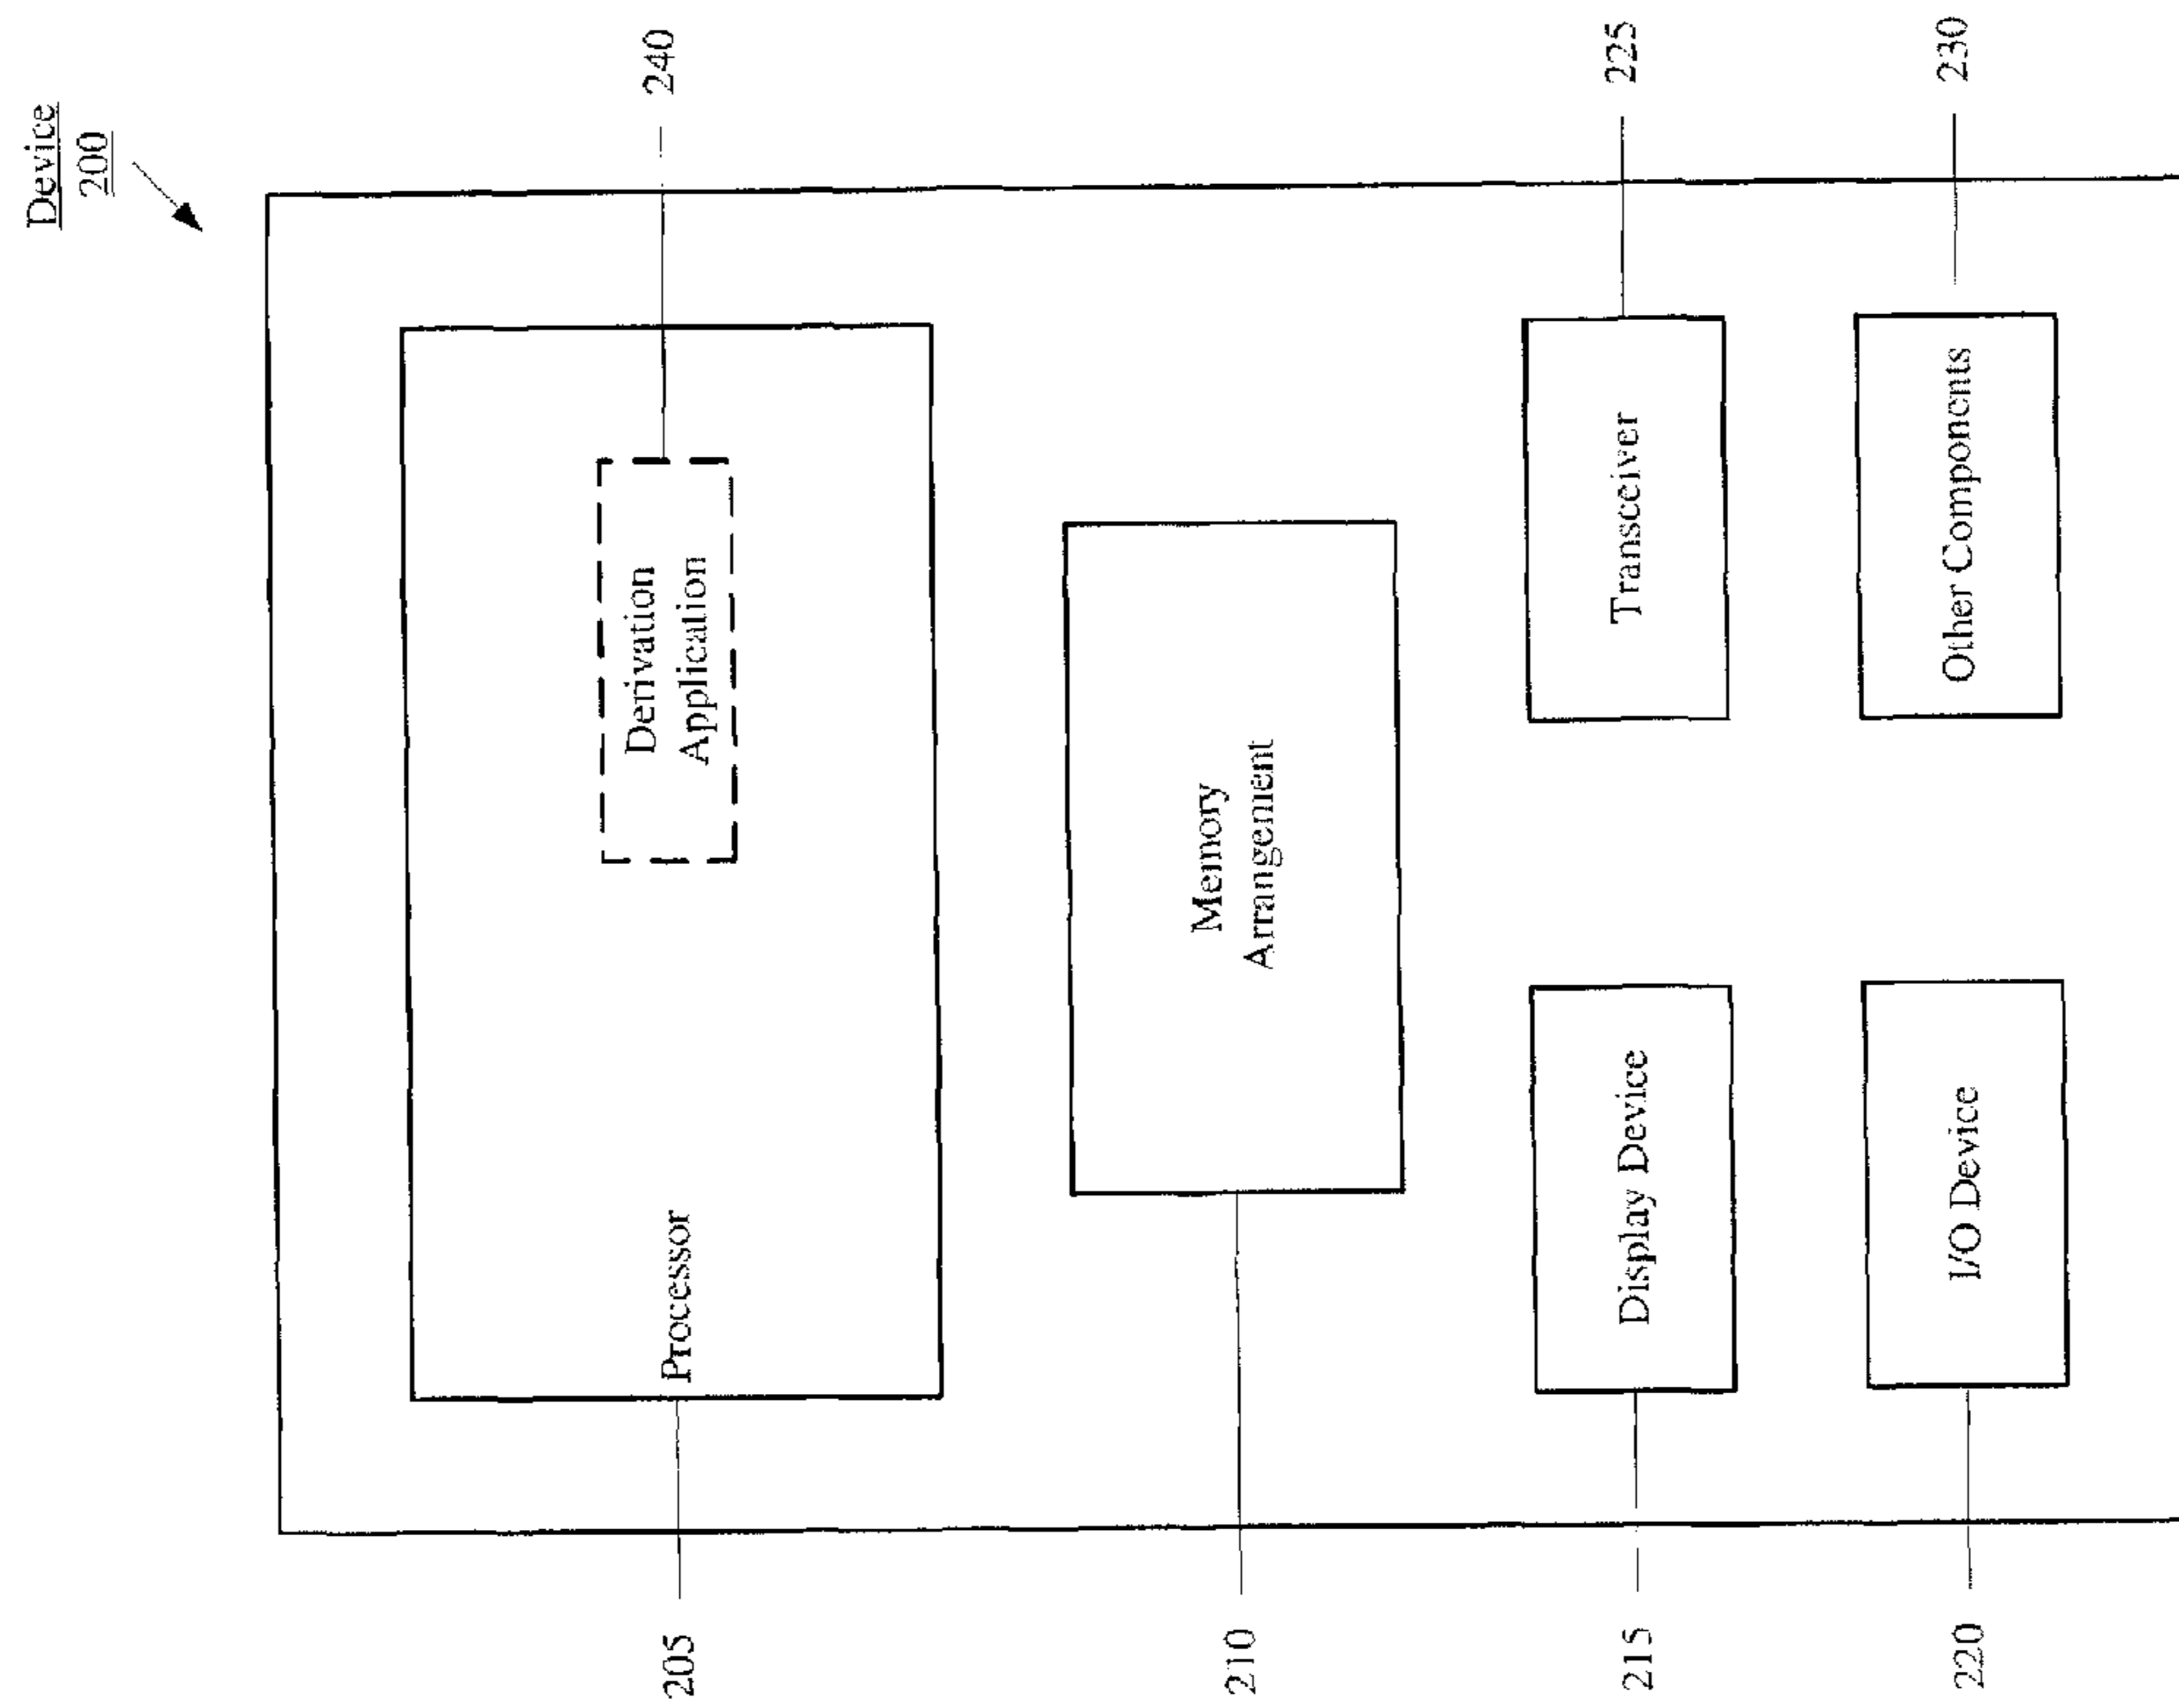 Device
200
205
Processor
Derivation
Application
240
210
Memory
Arrangement
215
Display Device
Transceiver
225
220
I/O Device
Other Components
230